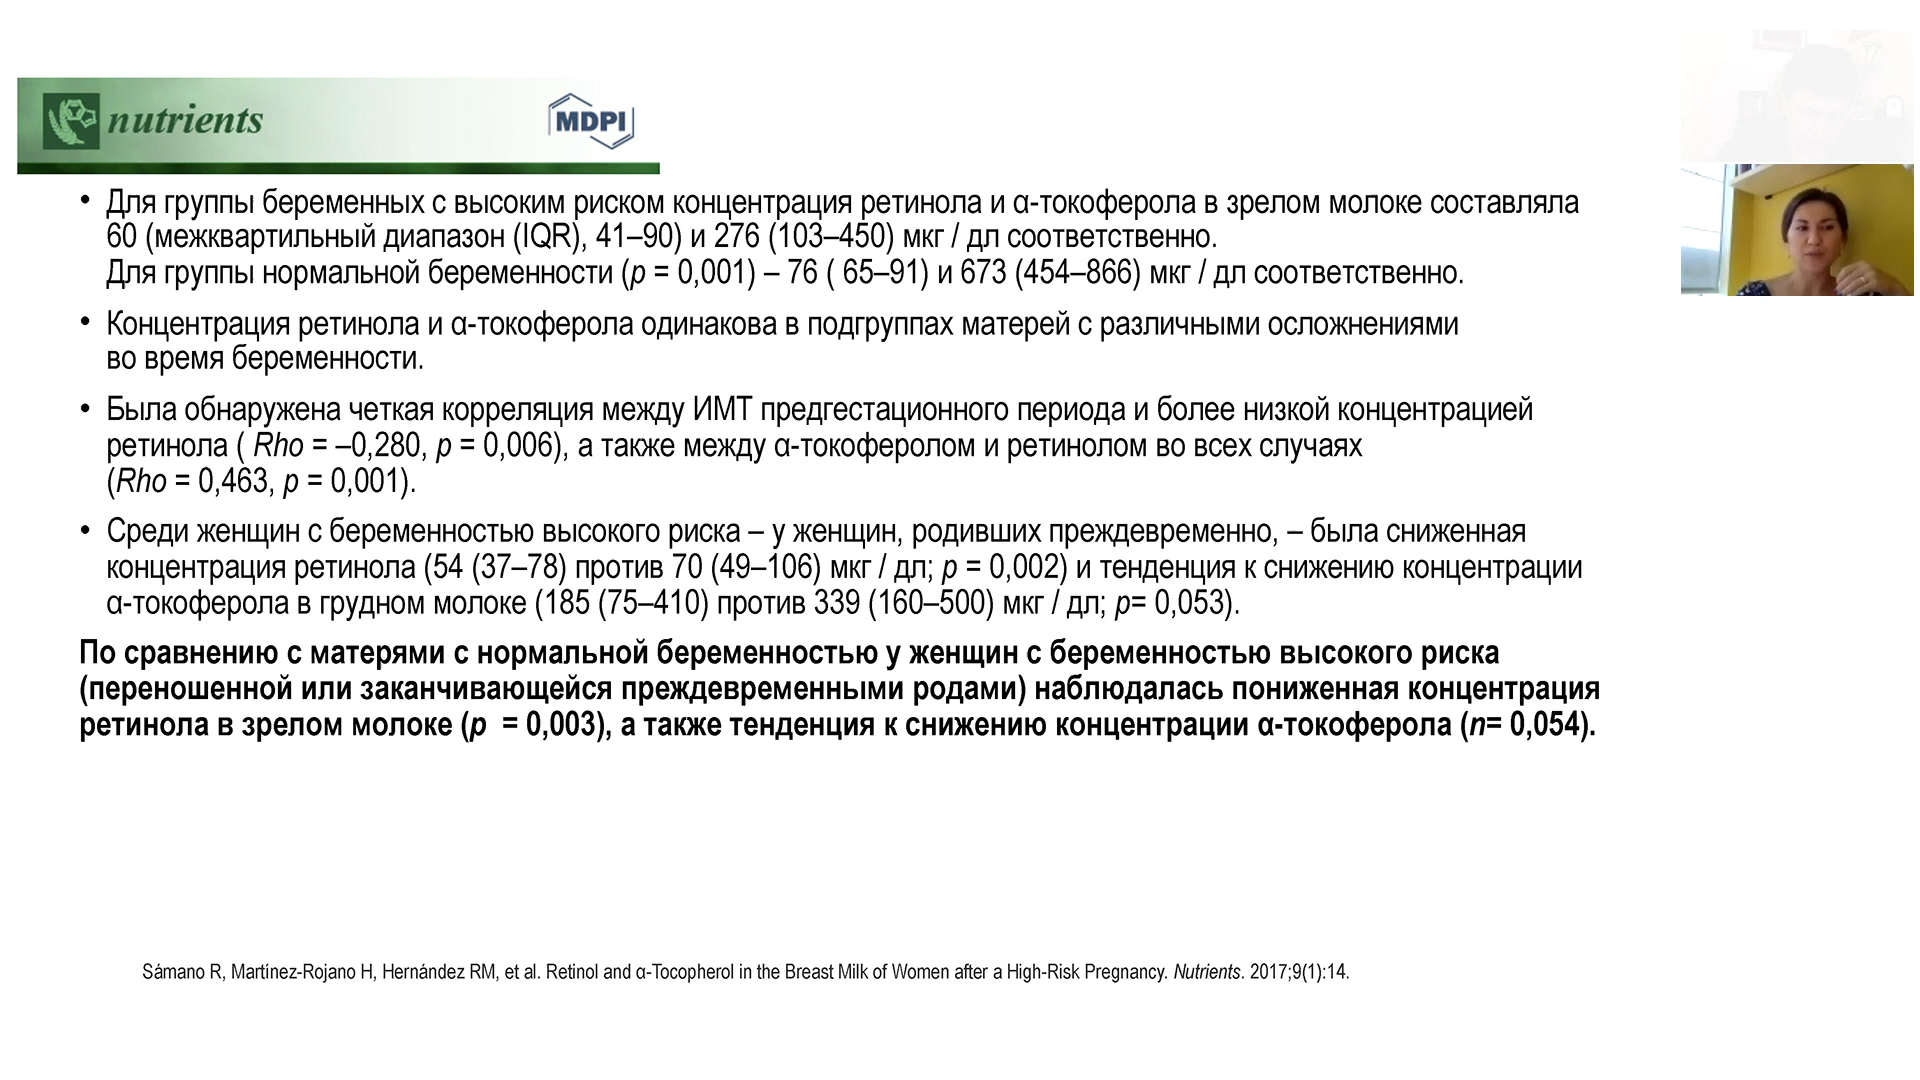 nutrients
MDPI
• Для группы беременных с высоким риском концентрация ретинола и α-токоферола в зрелом молоке составляла
60 (межквартильный диапазон (IQR), 41–90) и 276 (103–450) мкг / дл соответственно.
Для группы нормальной беременности (p = 0,001) – 76 ( 65–91) и 673 (454–866) мкг / дл соответственно.
• Концентрация ретинола и α-токоферола одинакова в подгруппах матерей с различными осложнениями
во время беременности.
• Была обнаружена четкая корреляция между ИМТ предгестационного периода и более низкой концентрацией
ретинола ( Rho = –0,280, p = 0,006), а также между α-токоферолом и ретинолом во всех случаях
(Rho = 0,463, p = 0,001).
• Среди женщин с беременностью высокого риска – у женщин, родивших преждевременно, – была сниженная
концентрация ретинола (54 (37–78) против 70 (49–106) мкг / дл; p = 0,002) и тенденция к снижению концентрации
α-токоферола в грудном молоке (185 (75–410) против 339 (160–500) мкг / дл; p= 0,053).
По сравнению с матерями с нормальной беременностью у женщин с беременностью высокого риска
(переношенной или заканчивающейся преждевременными родами) наблюдалась пониженная концентрация
ретинола в зрелом молоке (p = 0,003), а также тенденция к снижению концентрации α-токоферола (n= 0,054).
Sámano R, Martínez-Rojano H, Hernández RM, et al. Retinol and α-Tocopherol in the Breast Milk of Women after a High-Risk Pregnancy. Nutrients. 2017;9(1):14.